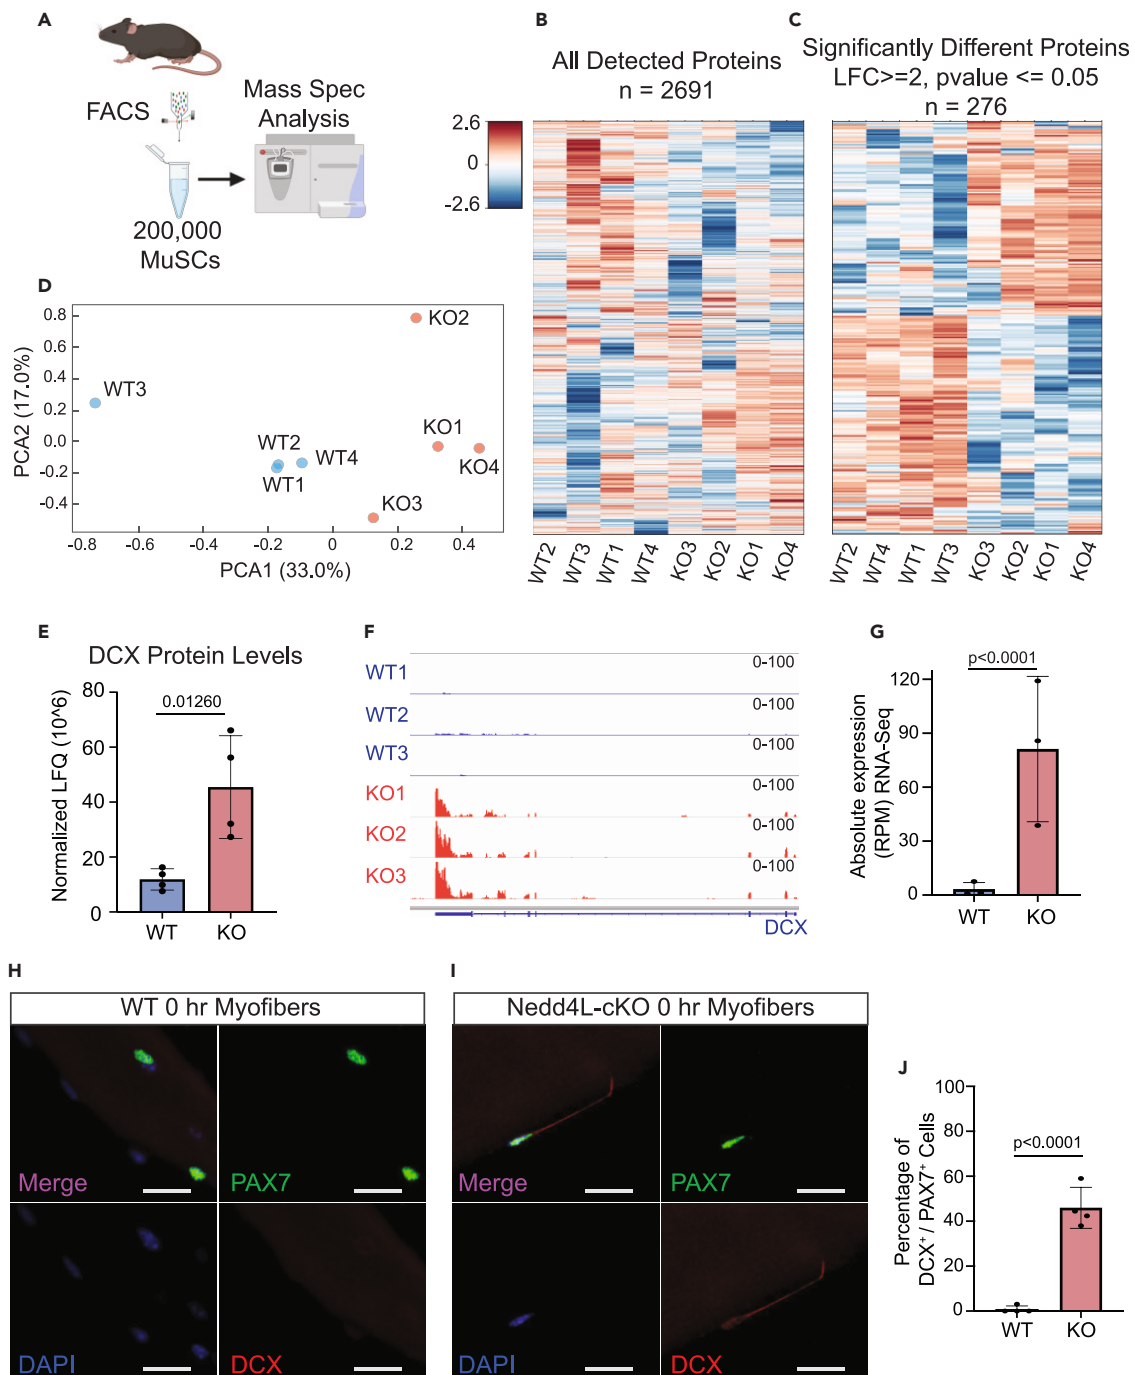 A
FACS
Mass Spec
Analysis
200,000
MuSCs
B
All Detected Proteins
n = 2691
2.6
0
-2.6
WT2
WT3
WT1
WT4
KO3
KO2
KO1
KO4
C
Significantly Different Proteins
LFC>=2, pvalue <= 0.05
n = 276
WT2
WT4
WT1
WT3
KO3
KO2
KO1
KO4
D
PCA2 (17.0%)
0.8
0.4
0.0
-0.2
-0.4
KO2
WT3
KO1
WT2
WT4
KO4
WT1
KO3
-0.8
-0.6
-0.4
-0.2
0.0
0.2
0.4
PCA1 (33.0%)
E
DCX Protein Levels
Normalized LFQ (10^6)
80
60
40
20
0
0.01260
WT
KO
F
WT1
0-100
0-100
WT2
0-100
WT3
0-100
KO1
0-100
KO2
0-100
KO3
0-100
DCX
G
Absolute expression
(RPM) RNA-Seq
120
90
60
30
0
p<0.0001
WT
KO
H
WT 0 hr Myofibers
Merge
PAX7
DAPI
DCX
I
Nedd4L-cKO 0 hr Myofibers
Merge
PAX7
DAPI
DCX
J
Percentage of
DCX⁺ / PAX7⁺ Cells
100
80
60
40
20
0
p<0.0001
WT
KO